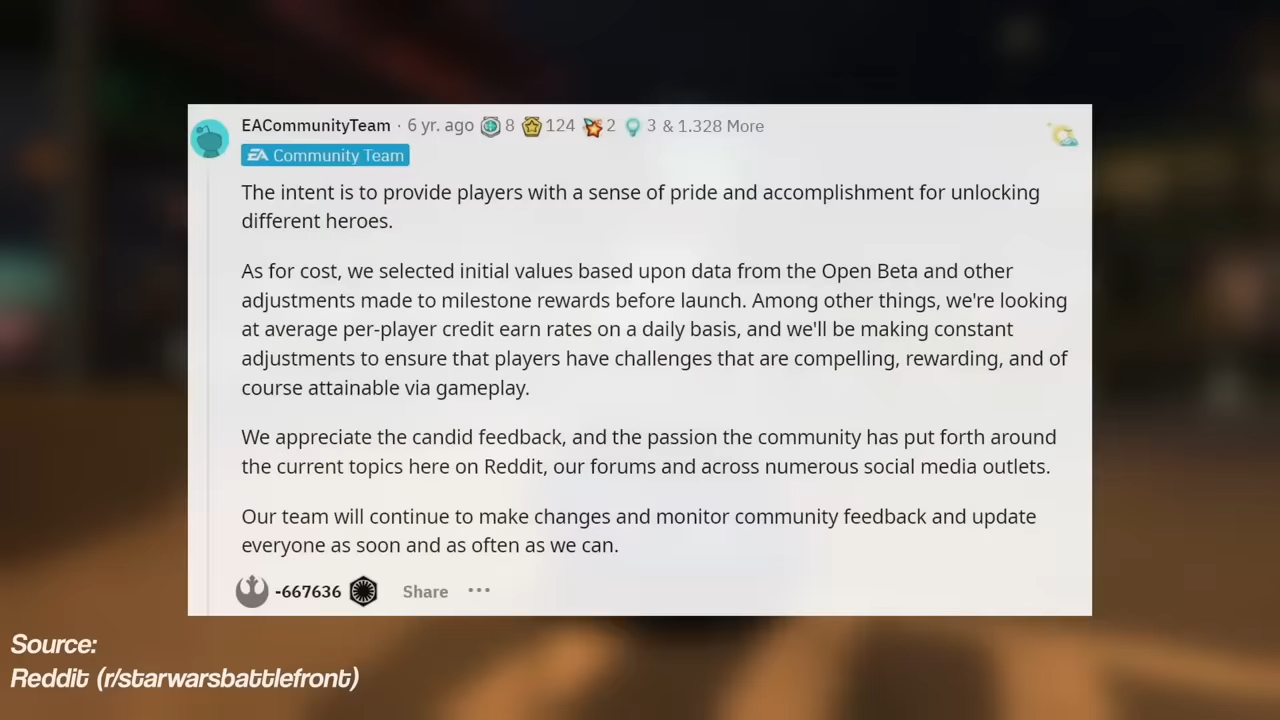 EACommunityTeam · 6 yr. ago 8 124 2 3 & 1.328 More
EA Community Team
The intent is to provide players with a sense of pride and accomplishment for unlocking
different heroes.
As for cost, we selected initial values based upon data from the Open Beta and other
adjustments made to milestone rewards before launch. Among other things, we're looking
at average per-player credit earn rates on a daily basis, and we'll be making constant
adjustments to ensure that players have challenges that are compelling, rewarding, and of
course attainable via gameplay.
We appreciate the candid feedback, and the passion the community has put forth around
the current topics here on Reddit, our forums and across numerous social media outlets.
Our team will continue to make changes and monitor community feedback and update
everyone as soon and as often as we can.
-667636 Share ···
Source:
Reddit (r/starwarsbattlefront)